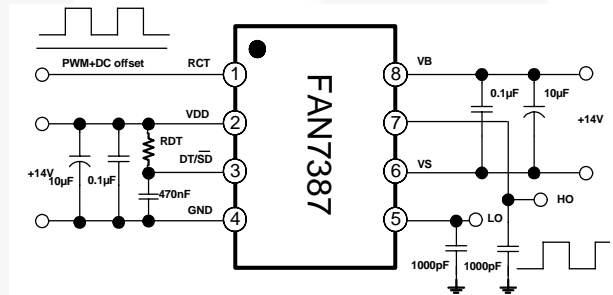 PWM+DC offset
RCT
1
VDD
2
RDT
DT/SD
3
+14V
10µF
0.1µF
470nF
GND
4
FAN7387
8
VB
7
6
VS
5
LO
HO
0.1µF
10µF
+14V
1000pF
1000pF